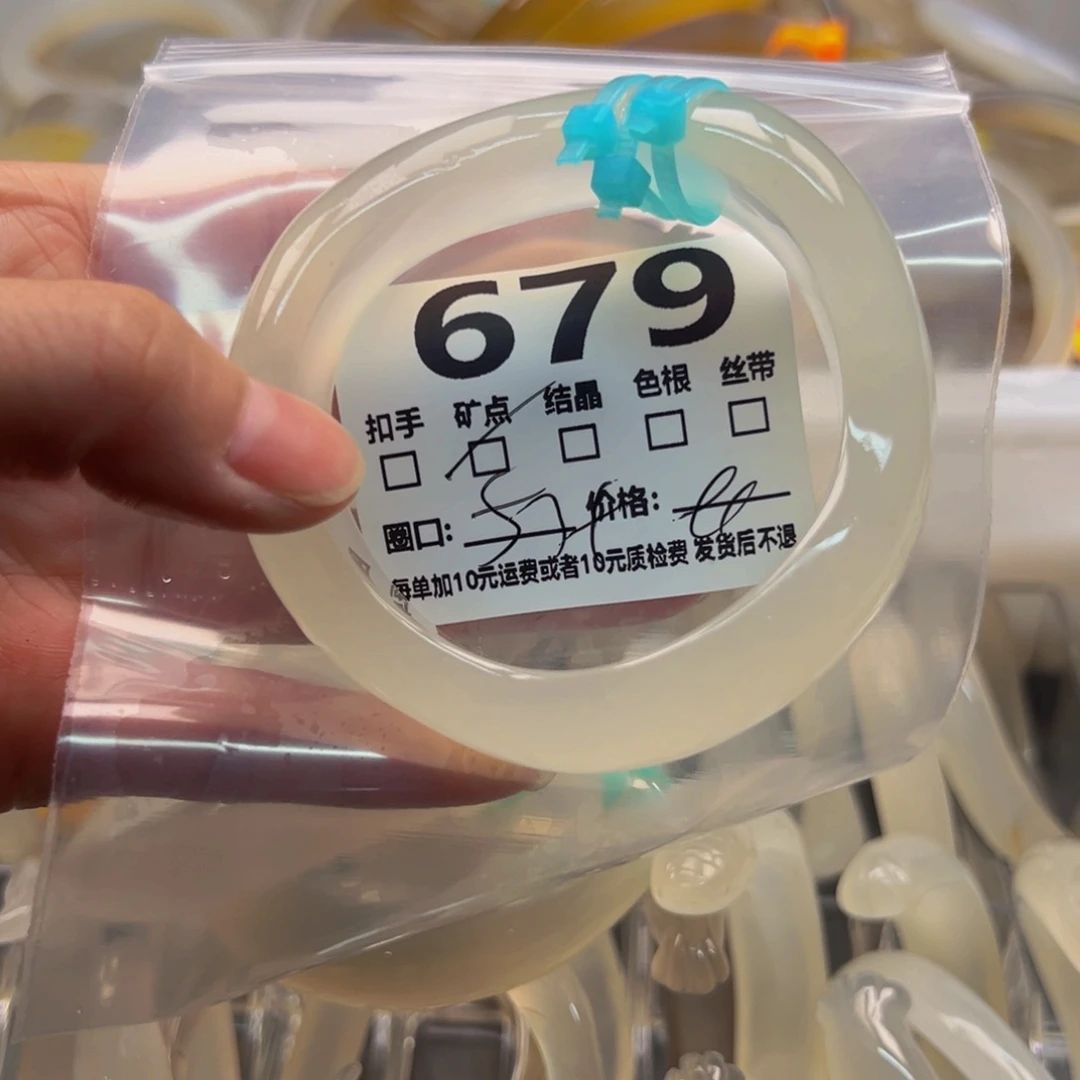 679
扣手 矿点 结晶 色根 丝带
圈口: 价格:
每单加10元运费或者10元质检费 发货后不退